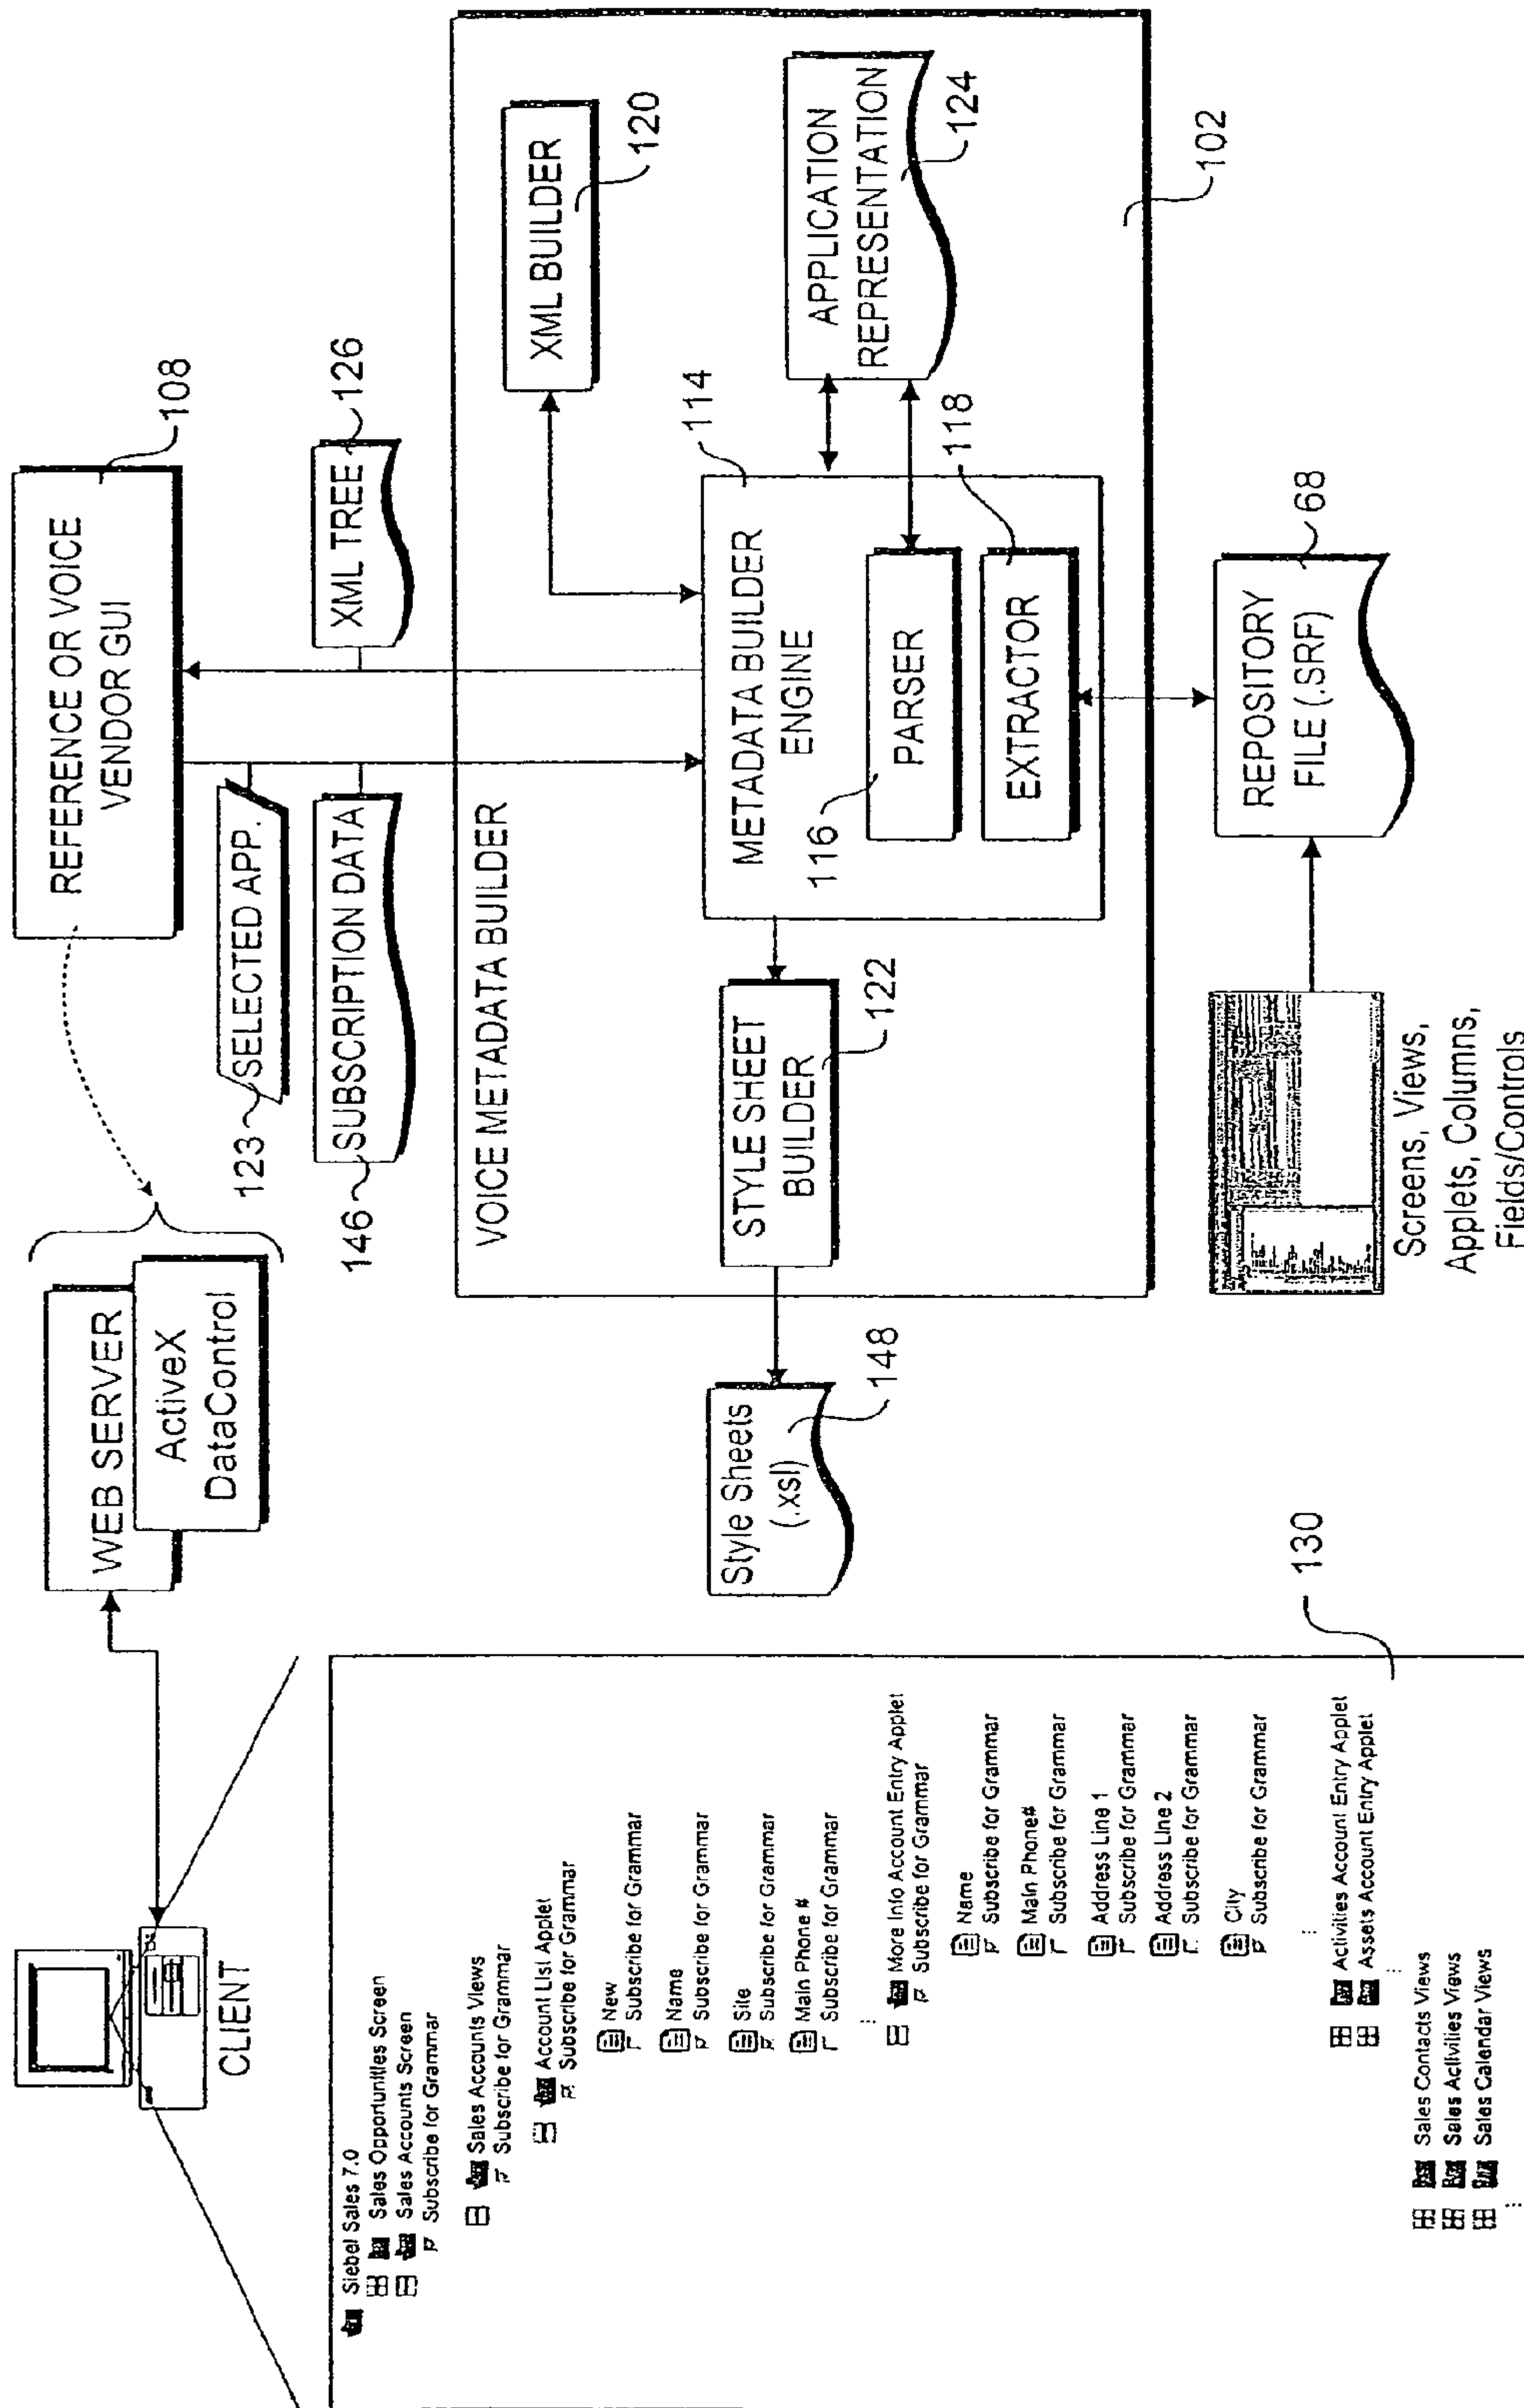 CLIENT
WEB SERVER
ActiveX
DataControl
REFERENCE OR VOICE
VENDOR GUI
108
123
SELECTED APP.
146
SUBSCRIPTION DATA
XML TREE
126
VOICE METADATA BUILDER
XML BUILDER
120
METADATA BUILDER
ENGINE
114
116
PARSER
EXTRACTOR
118
APPLICATION
REPRESENTATION
124
102
STYLE SHEET
BUILDER
122
Style Sheets
(.xsl)
148
REPOSITORY
FILE (.SRF)
68
Screens, Views,
Applets, Columns,
Fields/Controls
130
Siebel Sales 7.0
Sales Opportunities Screen
Sales Accounts Screen
Subscribe for Grammar
Sales Accounts Views
Subscribe for Grammar
Account List Applet
Subscribe for Grammar
New
Subscribe for Grammar
Name
Subscribe for Grammar
Site
Subscribe for Grammar
Main Phone #
Subscribe for Grammar
More Info Account Entry Applet
Subscribe for Grammar
Name
Subscribe for Grammar
Main Phone#
Subscribe for Grammar
Address Line 1
Subscribe for Grammar
Address Line 2
Subscribe for Grammar
City
Subscribe for Grammar
Activities Account Entry Applet
Assets Account Entry Applet
Sales Contacts Views
Sales Activities Views
Sales Calendar Views